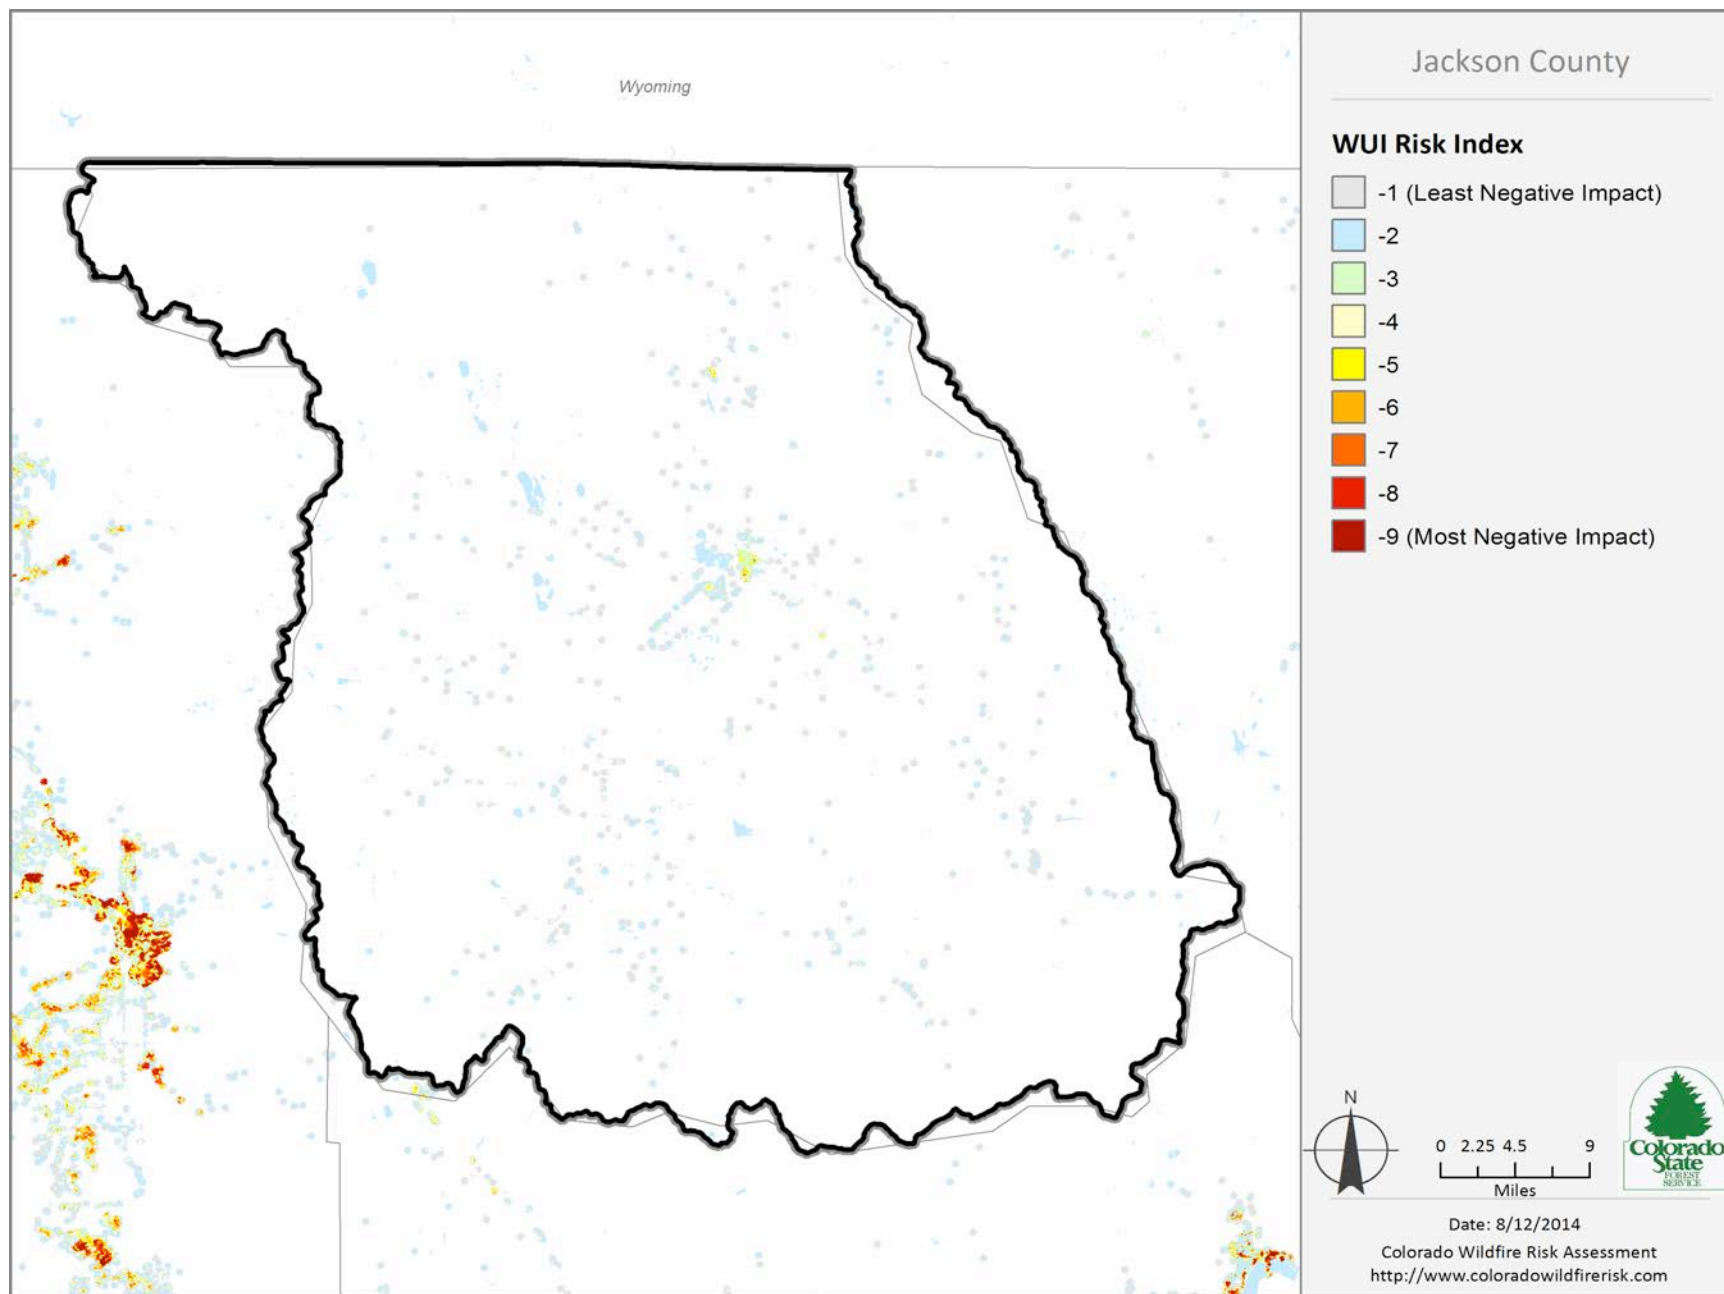 Wyoming
Jackson County
WUI Risk Index
-1 (Least Negative Impact)
-2
-3
-4
-5
-6
-7
-8
-9 (Most Negative Impact)
N
0 2.25 4.5 9
Miles
Colorado
State
FOREST
SERVICE
Date: 8/12/2014
Colorado Wildfire Risk Assessment
http://www.coloradowildfirerisk.com